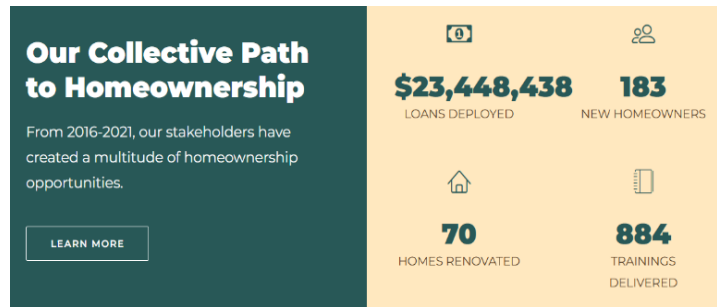 Our Collective Path
to Homeownership
From 2016-2021, our stakeholders have
created a multitude of homeownership
opportunities.
LEARN MORE
$23,448,438
LOANS DEPLOYED
183
NEW HOMEOWNERS
70
HOMES RENOVATED
884
TRAININGS
DELIVERED